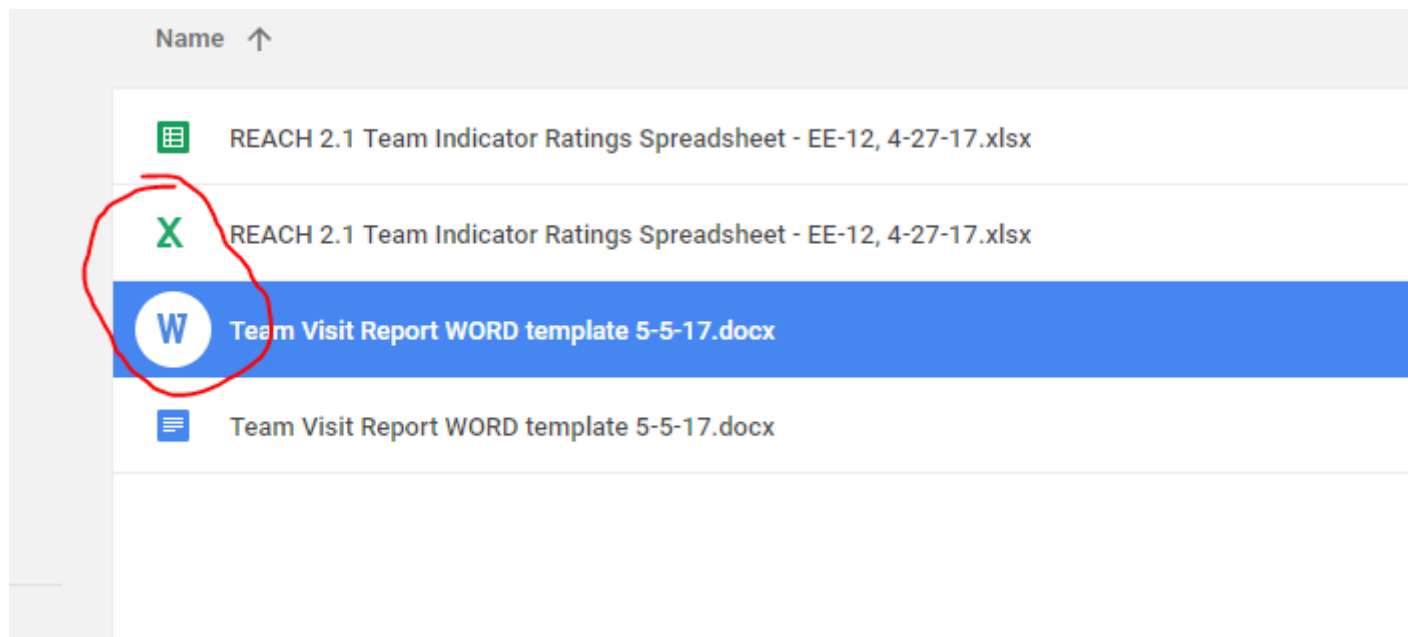 Name
REACH 2.1 Team Indicator Ratings Spreadsheet - EE-12, 4-27-17.xlsx
X REACH 2.1 Team Indicator Ratings Spreadsheet - EE-12, 4-27-17.xlsx
W Team Visit Report WORD template 5-5-17.docx
Team Visit Report WORD template 5-5-17.docx